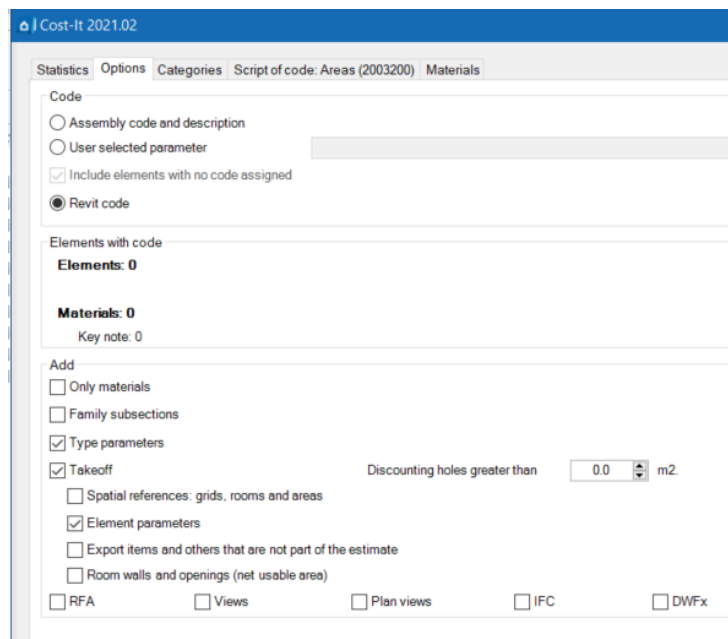 Cost-It 2021.02
Statistics Options Categories Script of code: Areas (2003200) Materials
Code
Assembly code and description
User selected parameter
Include elements with no code assigned
Revit code
Elements with code
Elements: 0
Materials: 0
Key note: 0
Add
Only materials
Family subsections
Type parameters
Takeoff Discounting holes greater than 0.0 m2.
Spatial references: grids, rooms and areas
Element parameters
Export items and others that are not part of the estimate
Room walls and openings (net usable area)
RFA Views Plan views IFC DWFx